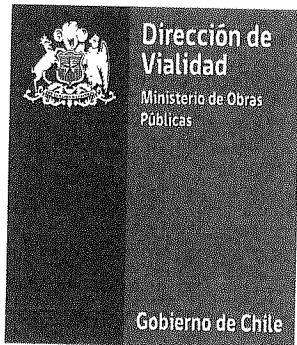 Dirección de
Vialidad
Ministerio de Obras
Públicas
Gobierno de Chile